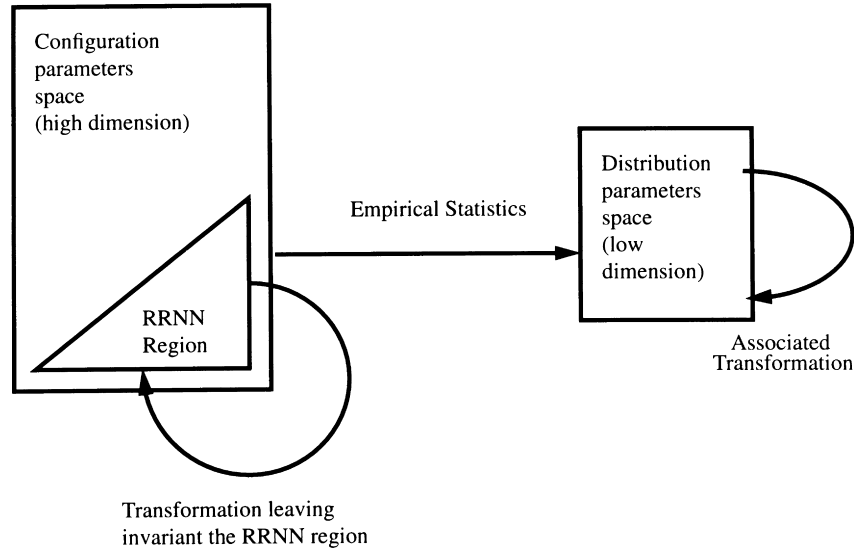 Configuration
parameters
space
(high dimension)
Empirical Statistics
Distribution
parameters
space
(low
dimension)
RRNN
Region
Associated
Transformation
Transformation leaving
invariant the RRNN region